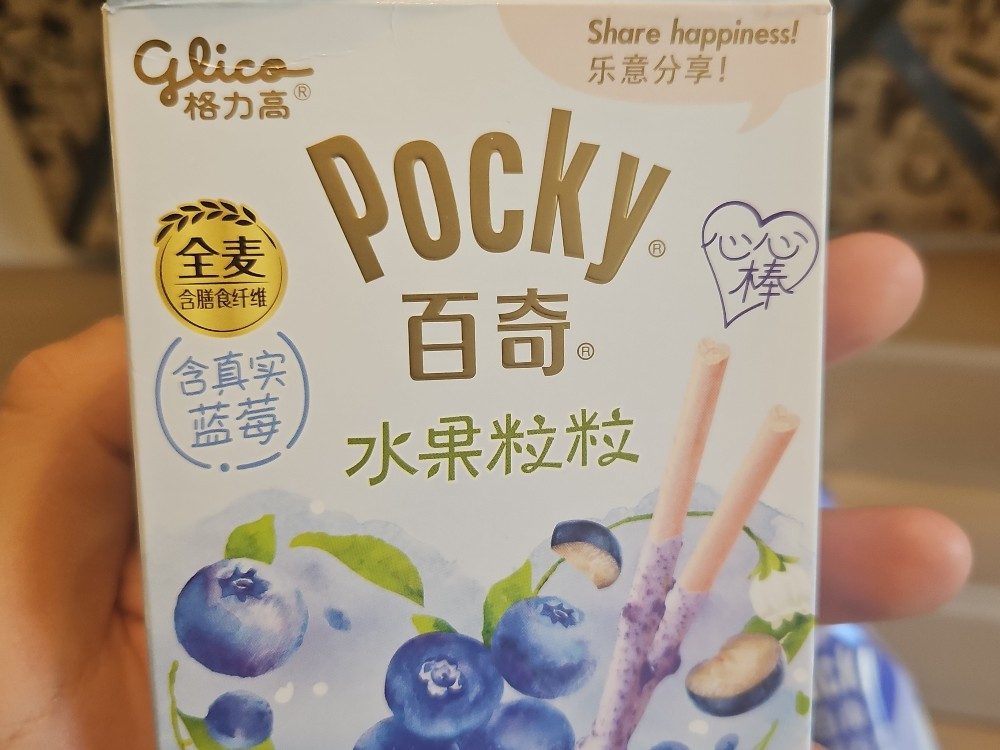 Glico
格力高®
Share happiness!
乐意分享!
Pocky®
百奇®
全麦
含膳食纤维
心心
棒
含真实
蓝莓
水果粒粒